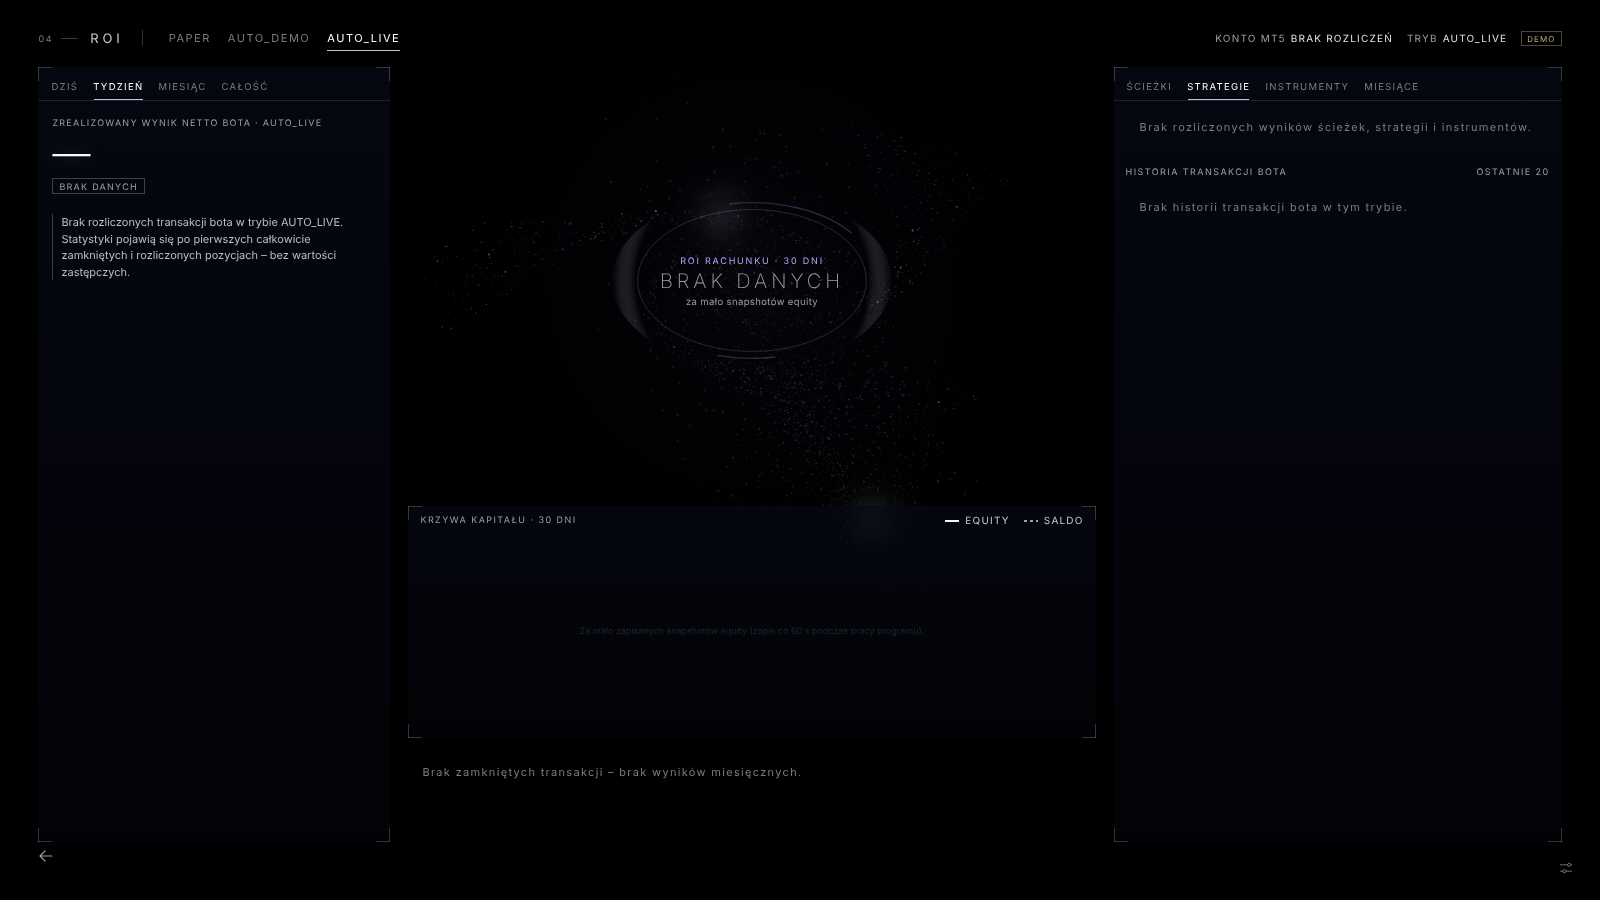 04 ROI PAPER AUTO_DEMO AUTO_LIVE
KONTO MT5 BRAK ROZLICZEŃ TRYB AUTO_LIVE DEMO
DZIŚ TYDZIEŃ MIESIĄC CAŁOŚĆ
ZREALIZOWANY WYNIK NETTO BOTA · AUTO_LIVE
—
BRAK DANYCH
Brak rozliczonych transakcji bota w trybie AUTO_LIVE.
Statystyki pojawią się po pierwszych całkowicie
zamkniętych i rozliczonych pozycjach – bez wartości
zastępczych.
ROI RACHUNKU · 30 DNI
BRAK DANYCH
za mało snapshotów equity
KRZYWA KAPITAŁU · 30 DNI
EQUITY SALDO
Za mało zapisanych snapshotów equity (zapis co 60 s podczas pracy programu).
Brak zamkniętych transakcji – brak wyników miesięcznych.
ŚCIEŻKI STRATEGIE INSTRUMENTY MIESIĄCE
Brak rozliczonych wyników ścieżek, strategii i instrumentów.
HISTORIA TRANSAKCJI BOTA OSTATNIE 20
Brak historii transakcji bota w tym trybie.